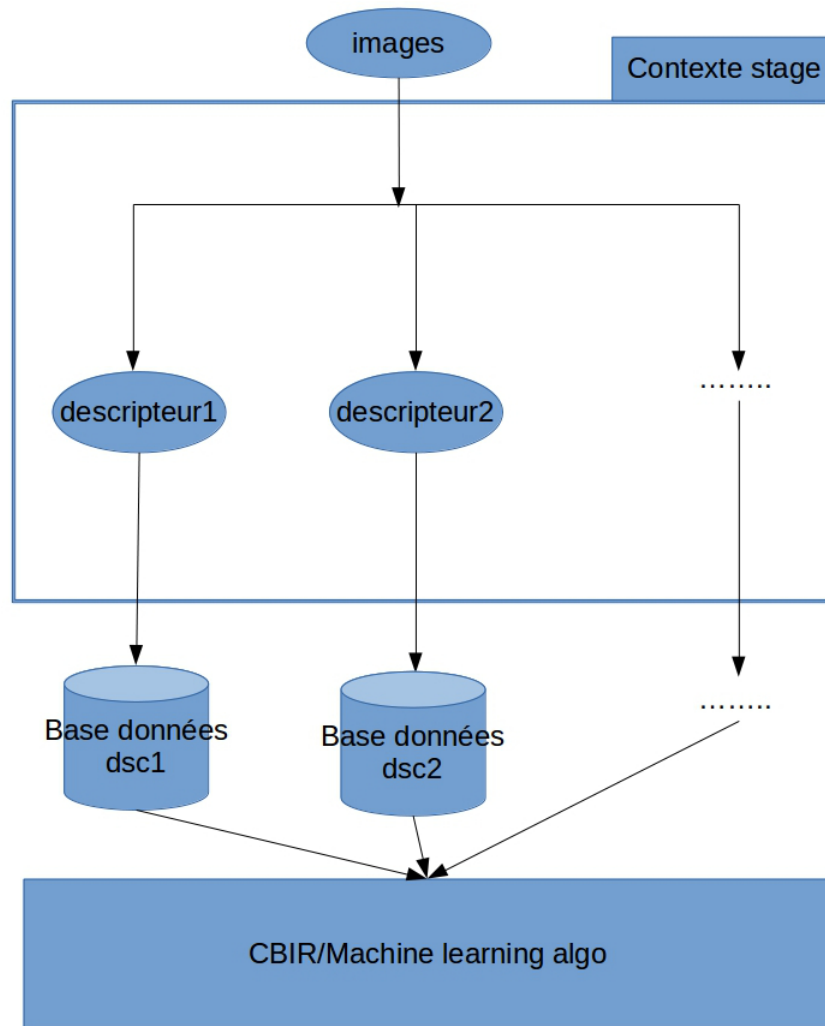 images
Contexte stage
descripteur1
descripteur2
……..
Base données
dsc1
Base données
dsc2
……..
CBIR/Machine learning algo